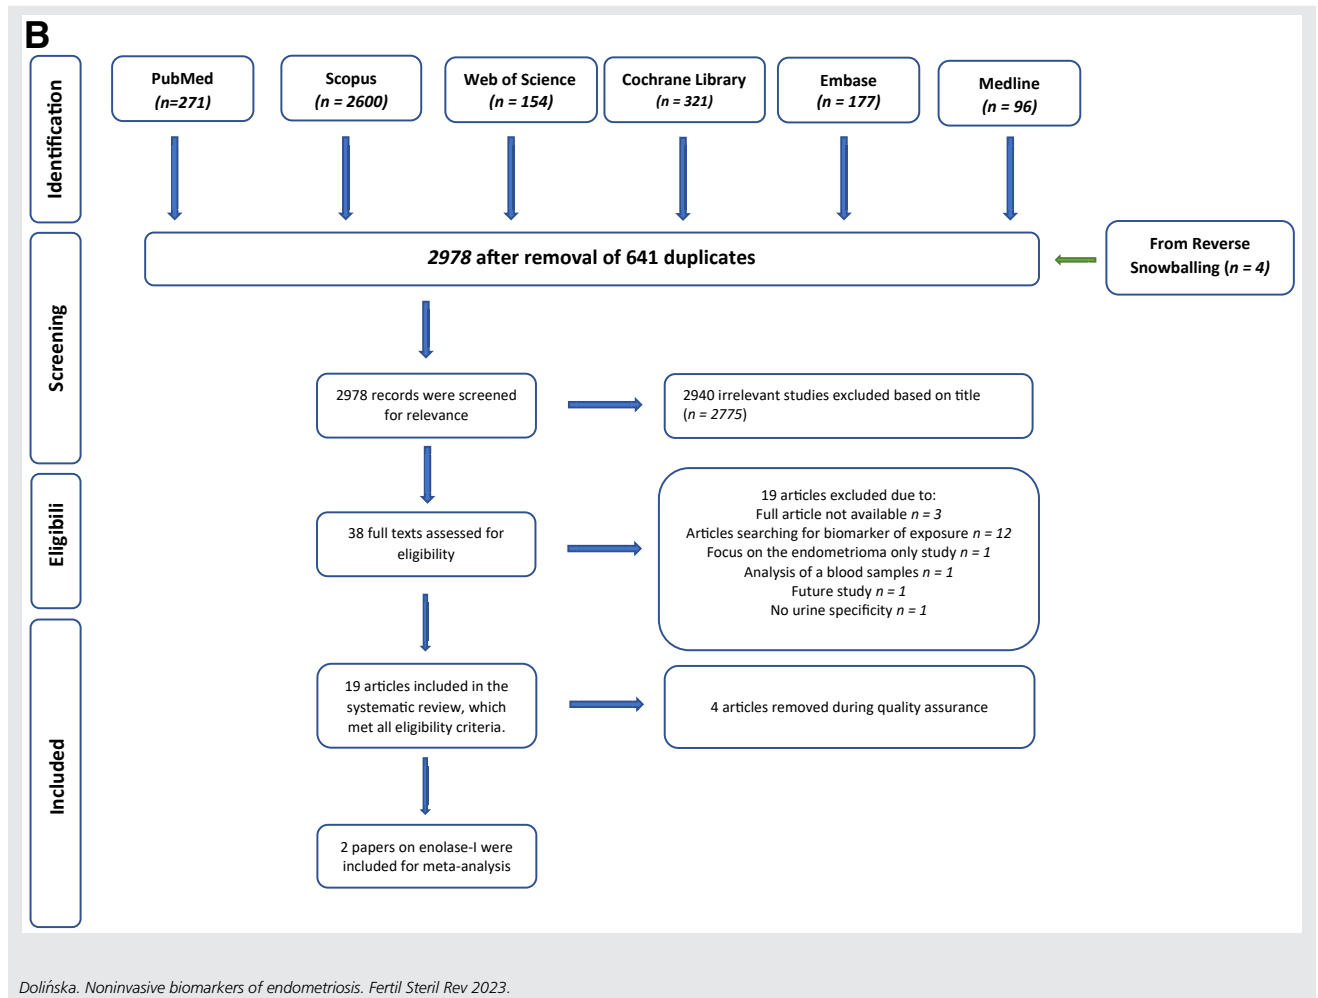 B
Identification
PubMed
(n=271)
Scopus
(n = 2600)
Web of Science
(n = 154)
Cochrane Library
(n = 321)
Embase
(n = 177)
Medline
(n = 96)
Screening
2978 after removal of 641 duplicates
From Reverse
Snowballing (n = 4)
2978 records were screened
for relevance
2940 irrelevant studies excluded based on title
(n = 2775)
Eligibili
38 full texts assessed for
eligibility
19 articles excluded due to:
Full article not available n = 3
Articles searching for biomarker of exposure n = 12
Focus on the endometrioma only study n = 1
Analysis of a blood samples n = 1
Future study n = 1
No urine specificity n = 1
Included
19 articles included in the
systematic review, which
met all eligibility criteria.
4 articles removed during quality assurance
2 papers on enolase-I were
included for meta-analysis
Dolińska. Noninvasive biomarkers of endometriosis. Fertil Steril Rev 2023.